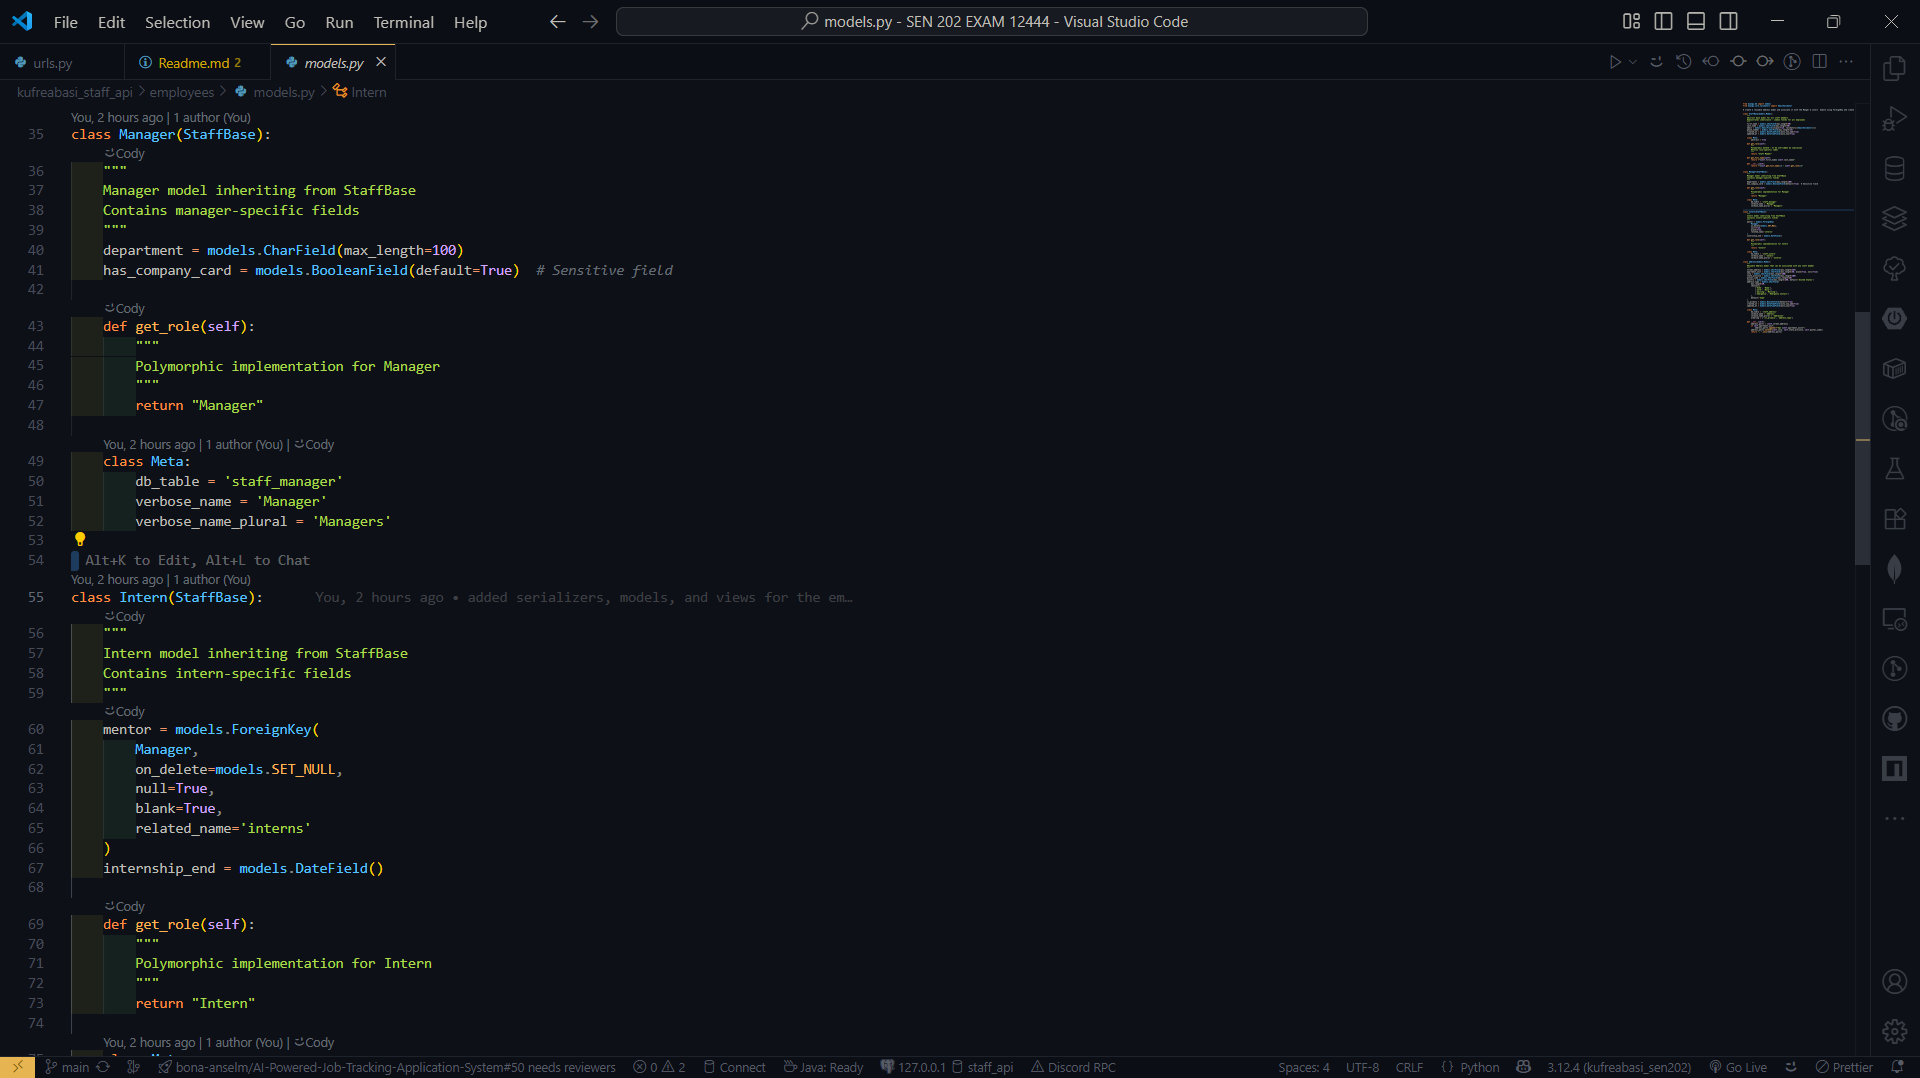 File Edit Selection View Go Run Terminal Help
models.py - SEN 202 EXAM 12444 - Visual Studio Code
urls.py Readme.md 2 models.py
kufreabasi_staff_api > employees > models.py > Intern
You, 2 hours ago | 1 author (You)
35 class Manager(StaffBase):
Cody
36 """
37 Manager model inheriting from StaffBase
38 Contains manager-specific fields
39 """
40 department = models.CharField(max_length=100)
41 has_company_card = models.BooleanField(default=True)  # Sensitive field
42
Cody
43 def get_role(self):
44 """
45 Polymorphic implementation for Manager
46 """
47 return "Manager"
48
You, 2 hours ago | 1 author (You) | Cody
49 class Meta:
50 db_table = 'staff_manager'
51 verbose_name = 'Manager'
52 verbose_name_plural = 'Managers'
53
54 Alt+K to Edit, Alt+L to Chat
You, 2 hours ago | 1 author (You)
55 class Intern(StaffBase): You, 2 hours ago • added serializers, models, and views for the em…
Cody
56 """
57 Intern model inheriting from StaffBase
58 Contains intern-specific fields
59 """
Cody
60 mentor = models.ForeignKey(
61 Manager,
62 on_delete=models.SET_NULL,
63 null=True,
64 blank=True,
65 related_name='interns'
66 )
67 internship_end = models.DateField()
68
Cody
69 def get_role(self):
70 """
71 Polymorphic implementation for Intern
72 """
73 return "Intern"
74
You, 2 hours ago | 1 author (You) | Cody
main bona-anselm/AI-Powered-Job-Tracking-Application-System#50 needs reviewers 0 2 Connect Java: Ready 127.0.0.1 staff_api Discord RPC Spaces: 4 UTF-8 CRLF Python 3.12.4 (kufreabasi_sen202) Go Live Prettier